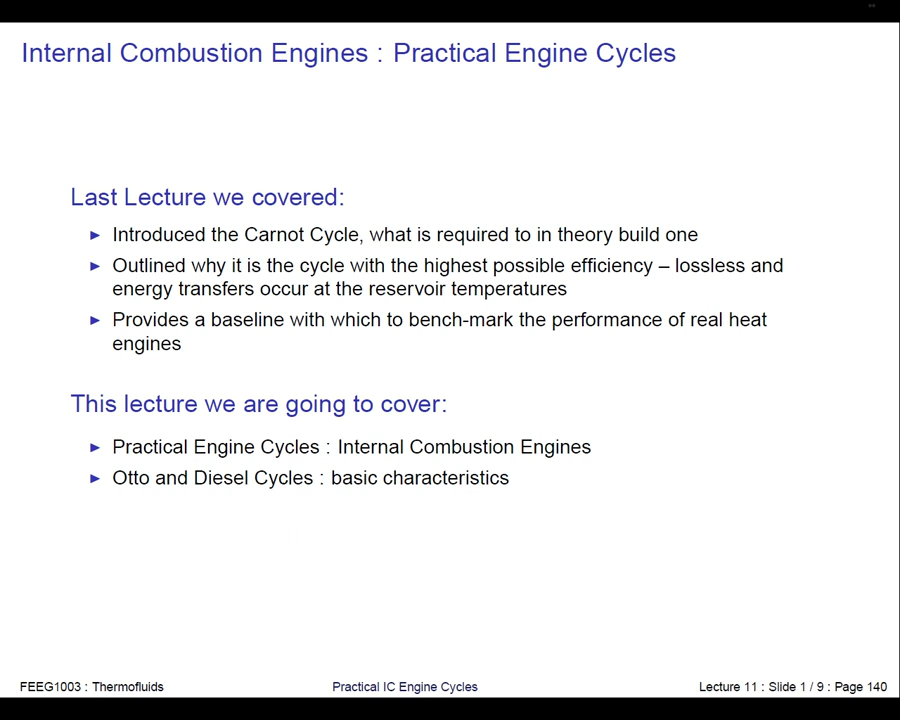 Internal Combustion Engines : Practical Engine Cycles
Last Lecture we covered:
► Introduced the Carnot Cycle, what is required to in theory build one
► Outlined why it is the cycle with the highest possible efficiency – lossless and
energy transfers occur at the reservoir temperatures
► Provides a baseline with which to bench-mark the performance of real heat
engines
This lecture we are going to cover:
► Practical Engine Cycles : Internal Combustion Engines
► Otto and Diesel Cycles : basic characteristics
FEEG1003 : Thermofluids
Practical IC Engine Cycles
Lecture 11 : Slide 1 / 9 : Page 140